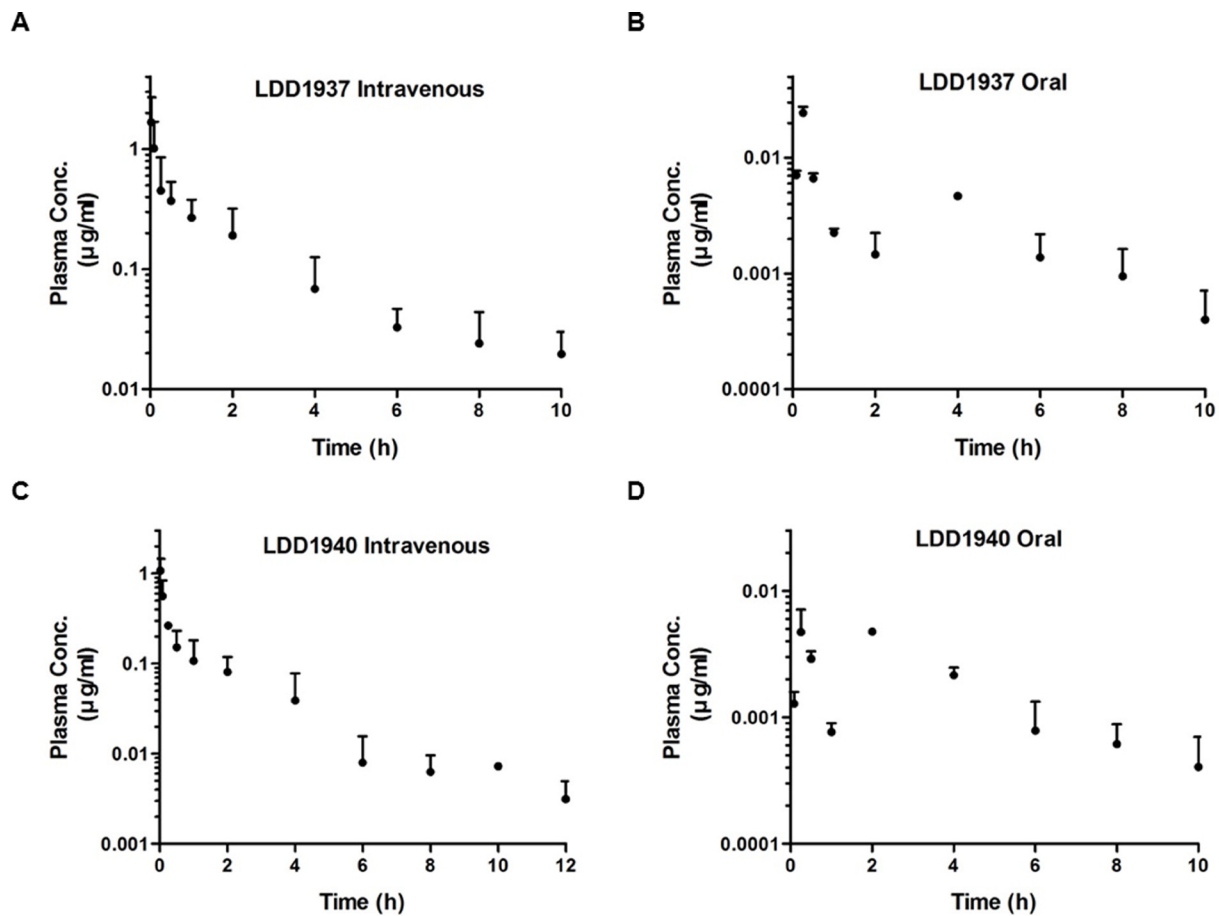 A
LDD1937 Intravenous
Plasma Conc.
(µg/ml)
1
0.1
0.01
0 2 4 6 8 10
Time (h)
B
LDD1937 Oral
Plasma Conc.
(µg/ml)
0.01
0.001
0.0001
0 2 4 6 8 10
Time (h)
C
LDD1940 Intravenous
Plasma Conc.
(µg/ml)
1
0.1
0.01
0.001
0 2 4 6 8 10 12
Time (h)
D
LDD1940 Oral
Plasma Conc.
(µg/ml)
0.01
0.001
0.0001
0 2 4 6 8 10
Time (h)